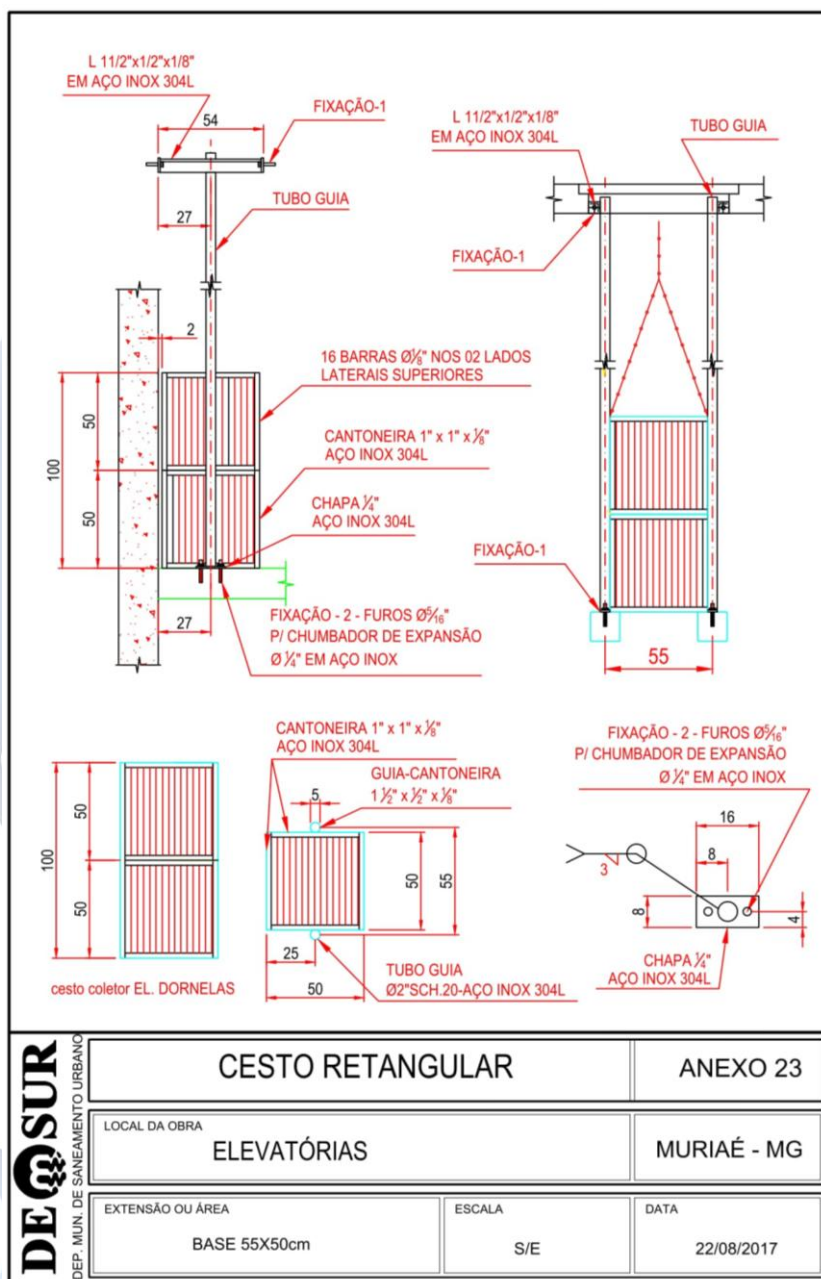 L 11/2"x1/2"x1/8"
EM AÇO INOX 304L
54
FIXAÇÃO-1
27
TUBO GUIA
2
16 BARRAS Ø⅛" NOS 02 LADOS
LATERAIS SUPERIORES
50
100
CANTONEIRA 1" x 1" x ⅛"
AÇO INOX 304L
50
CHAPA ¼"
AÇO INOX 304L
27
FIXAÇÃO - 2 - FUROS Ø5/16"
P/ CHUMBADOR DE EXPANSÃO
Ø ¼" EM AÇO INOX
L 11/2"x1/2"x1/8"
EM AÇO INOX 304L
TUBO GUIA
FIXAÇÃO-1
FIXAÇÃO-1
55
50
100
50
cesto coletor EL. DORNELAS
CANTONEIRA 1" x 1" x ⅛"
AÇO INOX 304L
GUIA-CANTONEIRA
1 ½" x ½" x ⅛"
5
50
55
25
50
TUBO GUIA
Ø2"SCH.20-AÇO INOX 304L
FIXAÇÃO - 2 - FUROS Ø5/16"
P/ CHUMBADOR DE EXPANSÃO
Ø ¼" EM AÇO INOX
16
8
3
8
4
CHAPA ¼"
AÇO INOX 304L
DEMSUR
DEP. MUN. DE SANEAMENTO URBANO
CESTO RETANGULAR
ANEXO 23
LOCAL DA OBRA
ELEVATÓRIAS
MURIAÉ - MG
EXTENSÃO OU ÁREA
BASE 55X50cm
ESCALA
S/E
DATA
22/08/2017